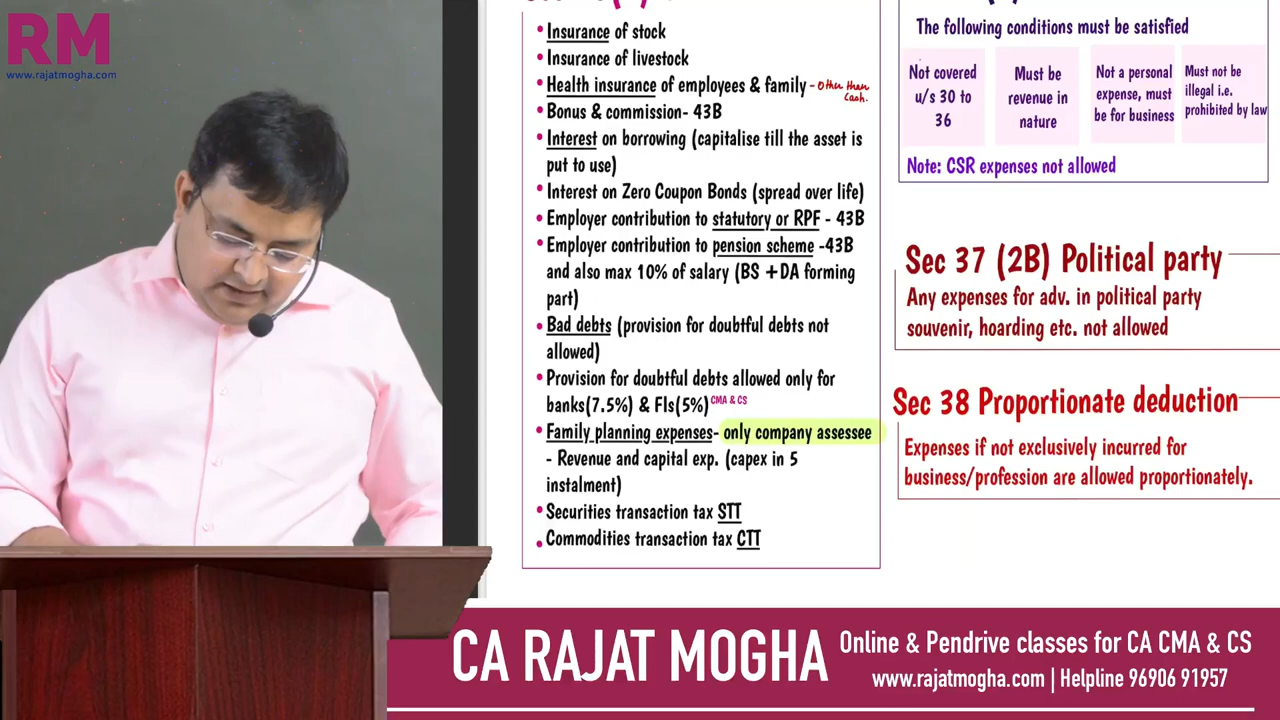 RM
www.rajatmogha.com
• Insurance of stock
• Insurance of livestock
• Health insurance of employees & family - Other than
Cash.
• Bonus & commission- 43B
• Interest on borrowing (capitalise till the asset is
put to use)
• Interest on Zero Coupon Bonds (spread over life)
• Employer contribution to statutory or RPF - 43B
• Employer contribution to pension scheme -43B
and also max 10% of salary (BS +DA forming
part)
• Bad debts (provision for doubtful debts not
allowed)
• Provision for doubtful debts allowed only for
banks(7.5%) & FIs(5%) CMA & CS
• Family planning expenses- only company assessee
- Revenue and capital exp. (capex in 5
instalment)
• Securities transaction tax STT
• Commodities transaction tax CTT
The following conditions must be satisfied
Not covered
u/s 30 to
36
Must be
revenue in
nature
Not a personal
expense, must
be for business
Must not be
illegal i.e.
prohibited by law
Note: CSR expenses not allowed
Sec 37 (2B) Political party
Any expenses for adv. in political party
souvenir, hoarding etc. not allowed
Sec 38 Proportionate deduction
Expenses if not exclusively incurred for
business/profession are allowed proportionately.
CA RAJAT MOGHA
Online & Pendrive classes for CA CMA & CS
www.rajatmogha.com | Helpline 96906 91957